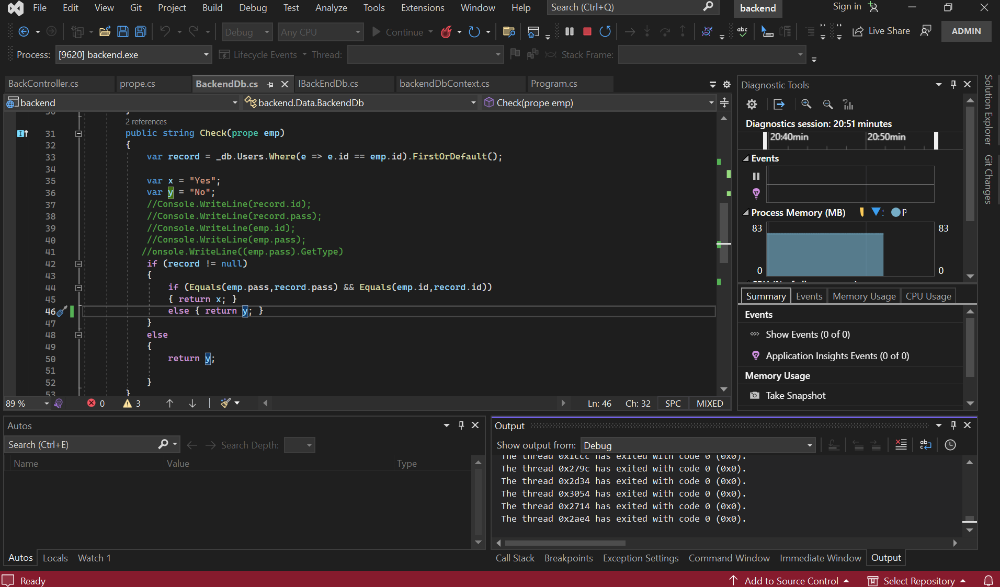 File Edit View Git Project Build Debug Test Analyze Tools Extensions Window Help Search (Ctrl+Q) backend Sign in
Debug Any CPU Continue Live Share ADMIN
Process: [9620] backend.exe Lifecycle Events Thread: Stack Frame:
BackController.cs prope.cs BackendDb.cs IBackEndDb.cs backendDbContext.cs Program.cs
backend backend.Data.BackendDb Check(prope emp)
2 references
31 public string Check(prope emp)
32 {
33 var record = _db.Users.Where(e => e.id == emp.id).FirstOrDefault();
34
35 var x = "Yes";
36 var y = "No";
37 //Console.WriteLine(record.id);
38 //Console.WriteLine(record.pass);
39 //Console.WriteLine(emp.id);
40 //Console.WriteLine(emp.pass);
41 //onsole.WriteLine((emp.pass).GetType)
42 if (record != null)
43 {
44 if (Equals(emp.pass,record.pass) && Equals(emp.id,record.id))
45 { return x; }
46 else { return y; }
47 }
48 else
49 {
50 return y;
51
52 }
53 }
89 % 0 3 Ln: 46 Ch: 32 SPC MIXED
Diagnostic Tools
Diagnostics session: 20:51 minutes
20:40min 20:50min
Events
Process Memory (MB) P
83 83
0 0
Summary Events Memory Usage CPU Usage
Events
Show Events (0 of 0)
Application Insights Events (0 of 0)
Memory Usage
Take Snapshot
Solution Explorer
Git Changes
Autos
Search (Ctrl+E) Search Depth:
Name Value Type
Autos Locals Watch 1
Output
Show output from: Debug
The thread 0x1ccc has exited with code 0 (0x0).
The thread 0x279c has exited with code 0 (0x0).
The thread 0x2d34 has exited with code 0 (0x0).
The thread 0x3054 has exited with code 0 (0x0).
The thread 0x2714 has exited with code 0 (0x0).
The thread 0x2ae4 has exited with code 0 (0x0).
Call Stack Breakpoints Exception Settings Command Window Immediate Window Output
Ready Add to Source Control Select Repository